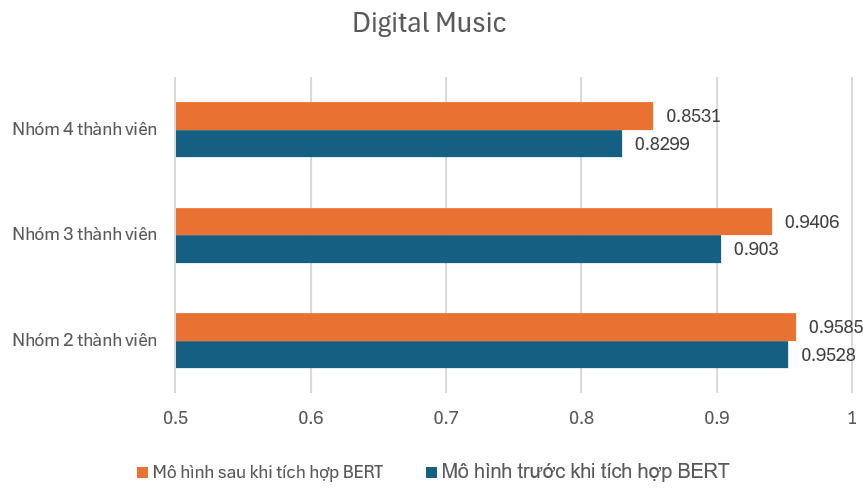 Digital Music
Nhóm 4 thành viên
0.8531
0.8299
Nhóm 3 thành viên
0.9406
0.903
Nhóm 2 thành viên
0.9585
0.9528
0.5 0.6 0.7 0.8 0.9 1
Mô hình sau khi tích hợp BERT Mô hình trước khi tích hợp BERT